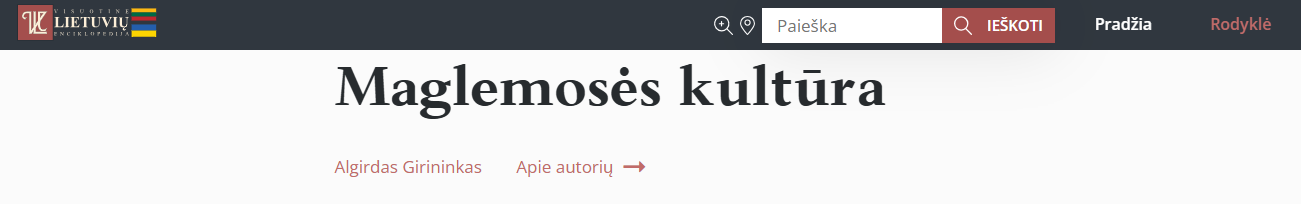 VISUOTINĖ
LIETUVIŲ
ENCIKLOPEDIJA
Paieška IEŠKOTI Pradžia Rodyklė
Maglemosės kultūra
Algirdas Girininkas Apie autorių →